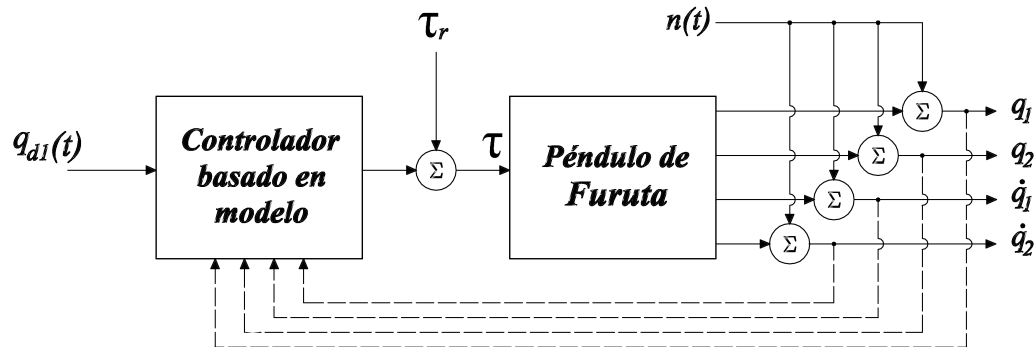 n(t)
τr
Σ
q1
qd1(t)
Controlador
basado en
modelo
Σ
τ
Péndulo de
Furuta
Σ
q2
Σ
q̇1
Σ
q̇2